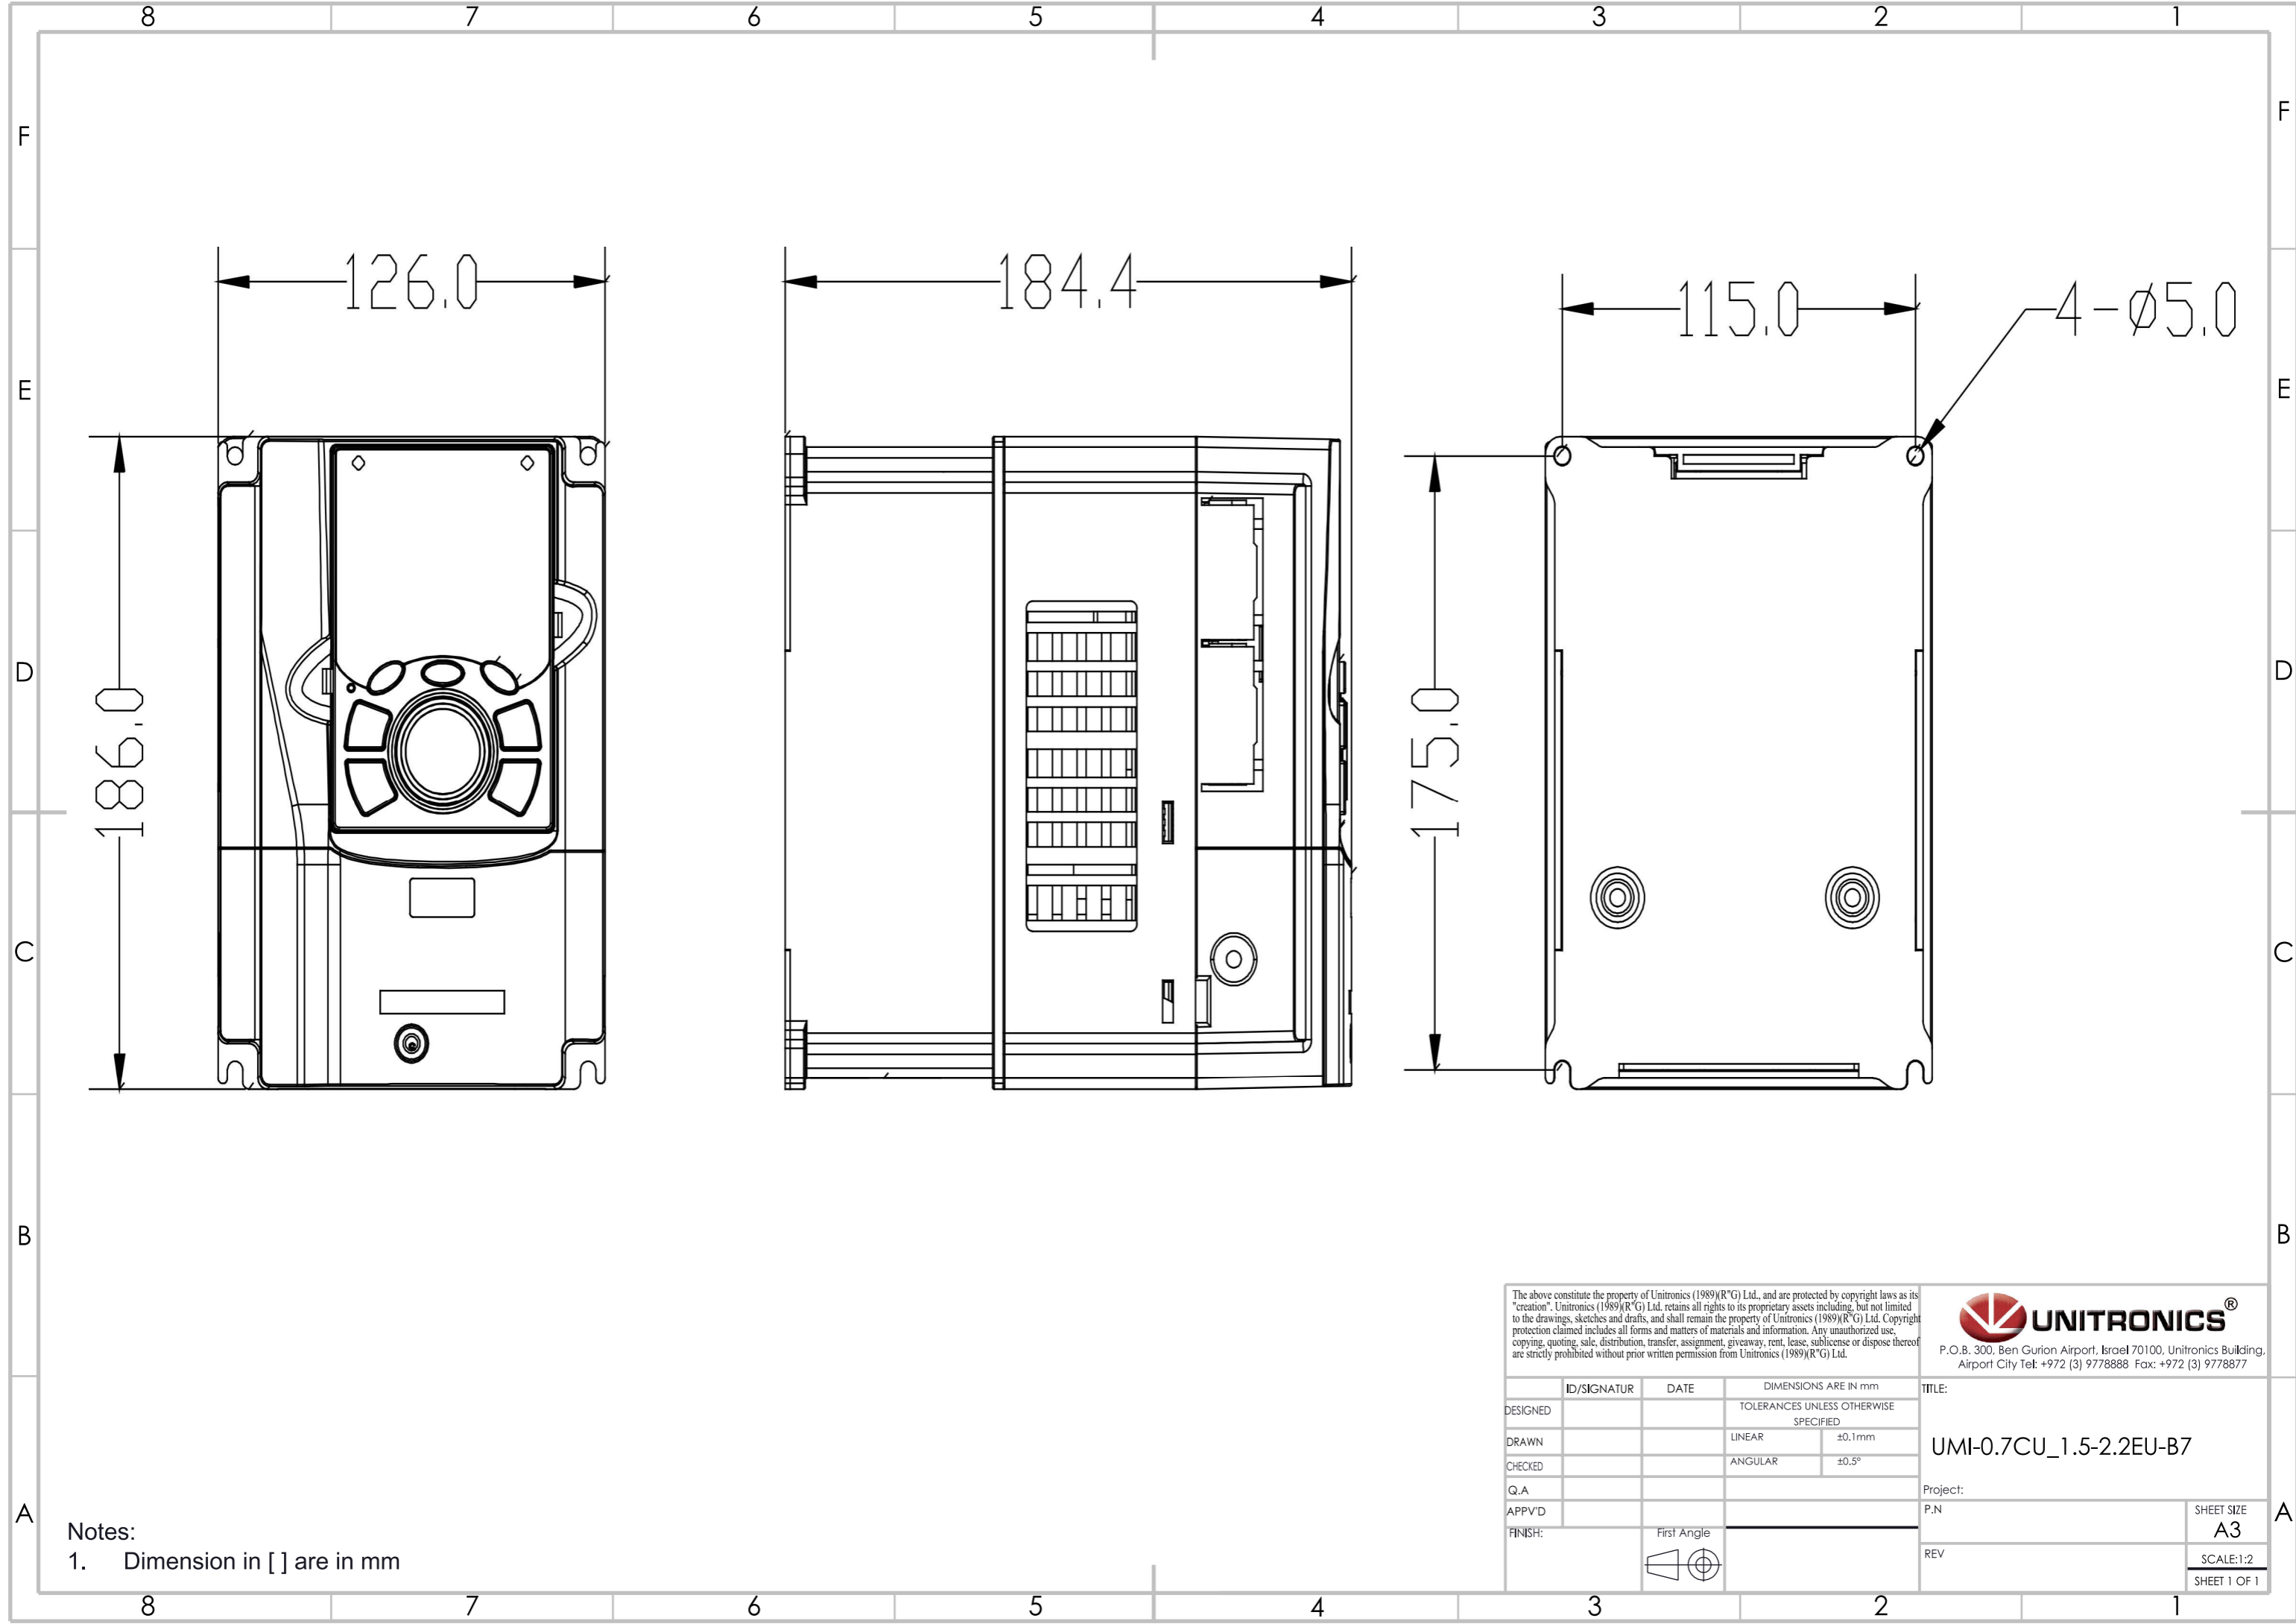 8 7 6 5 4 3 2 1
F F
126.0
184.4
115.0
4-Ø5.0
E E
D D
186.0
175.0
C C
B B
The above constitute the property of Unitronics (1989)(R"G) Ltd., and are protected by copyright laws as its
"creation". Unitronics (1989)(R"G) Ltd. retains all rights to its proprietary assets including, but not limited
to the drawings, sketches and drafts, and shall remain the property of Unitronics (1989)(R"G) Ltd. Copyright
protection claimed includes all forms and matters of materials and information. Any unauthorized use,
copying, quoting, sale, distribution, transfer, assignment, giveaway, rent, lease, sublicense or dispose thereof
are strictly prohibited without prior written permission from Unitronics (1989)(R"G) Ltd.
UNITRONICS®
P.O.B. 300, Ben Gurion Airport, Israel 70100, Unitronics Building,
Airport City Tel: +972 (3) 9778888 Fax: +972 (3) 9778877
ID/SIGNATUR DATE DIMENSIONS ARE IN mm
DESIGNED TOLERANCES UNLESS OTHERWISE
SPECIFIED
DRAWN LINEAR ±0.1mm
CHECKED ANGULAR ±0.5°
Q.A
APPV'D
FINISH: First Angle
TITLE:
UMI-0.7CU_1.5-2.2EU-B7
Project:
P.N SHEET SIZE
A3
REV SCALE:1:2
SHEET 1 OF 1
A A
Notes:
1. Dimension in [ ] are in mm
8 7 6 5 4 3 2 1